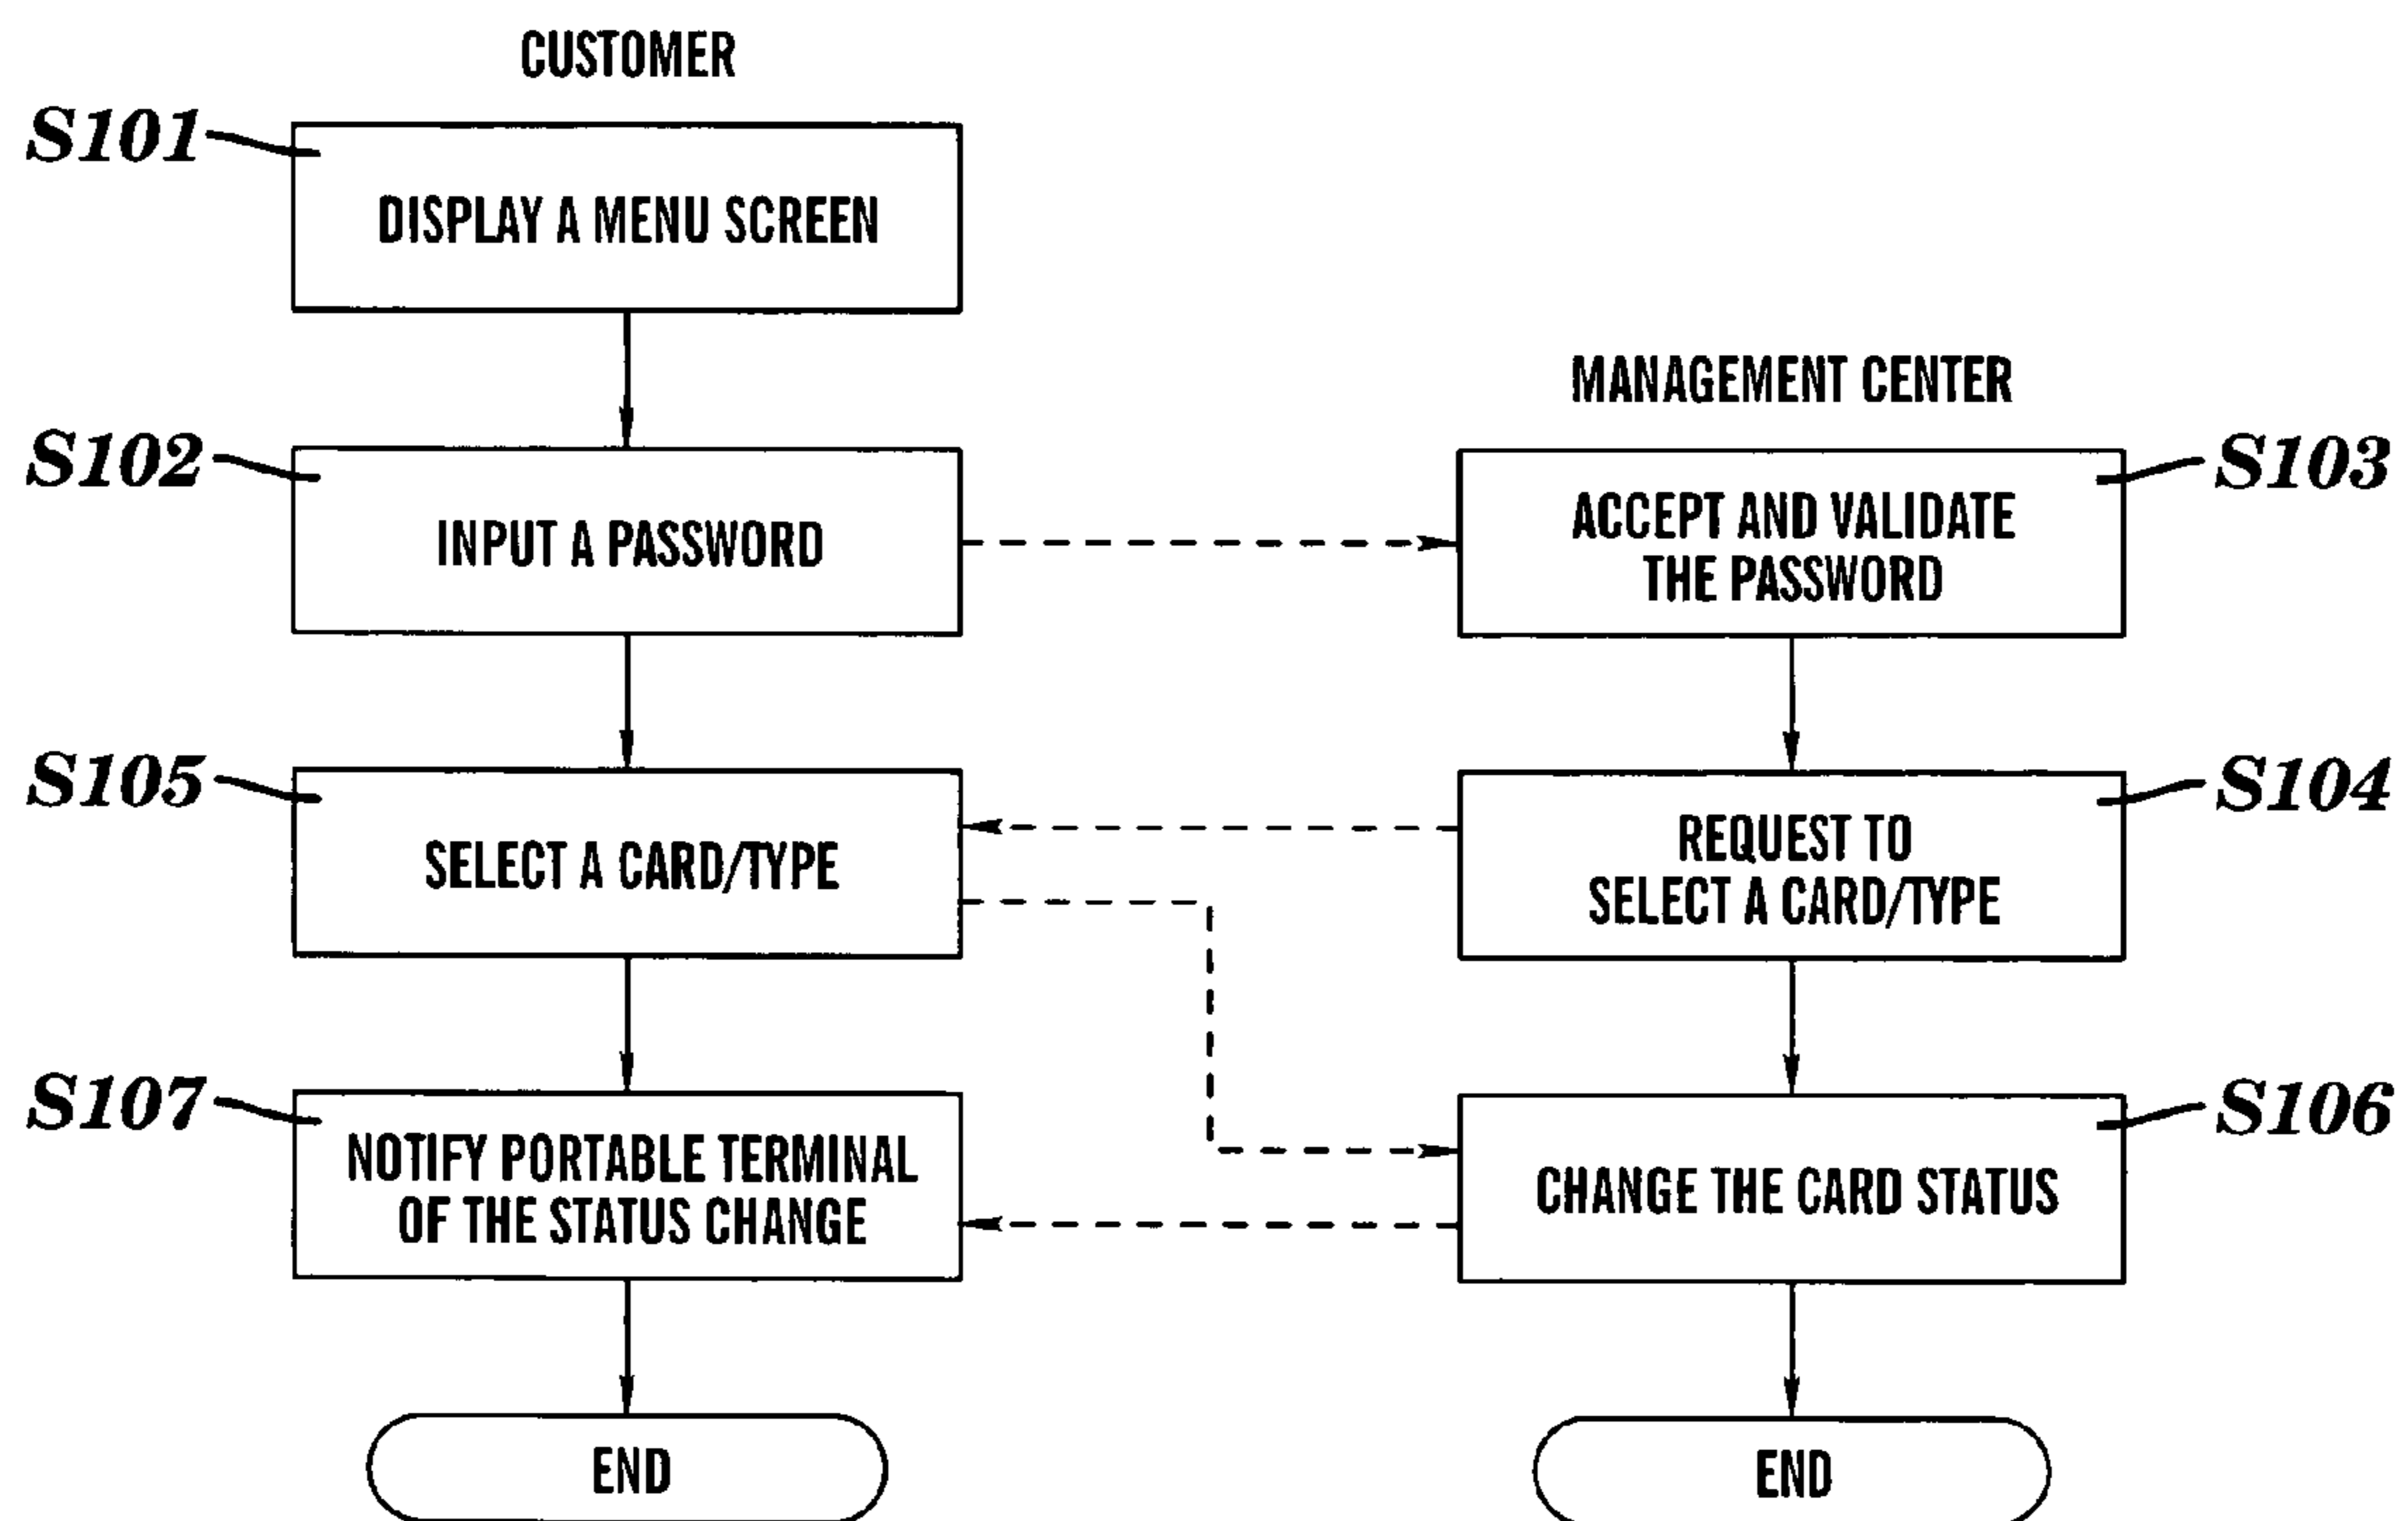 CUSTOMER
S101
DISPLAY A MENU SCREEN
MANAGEMENT CENTER
S102
INPUT A PASSWORD
S103
ACCEPT AND VALIDATE
THE PASSWORD
S105
SELECT A CARD/TYPE
S104
REQUEST TO
SELECT A CARD/TYPE
S107
NOTIFY PORTABLE TERMINAL
OF THE STATUS CHANGE
S106
CHANGE THE CARD STATUS
END
END